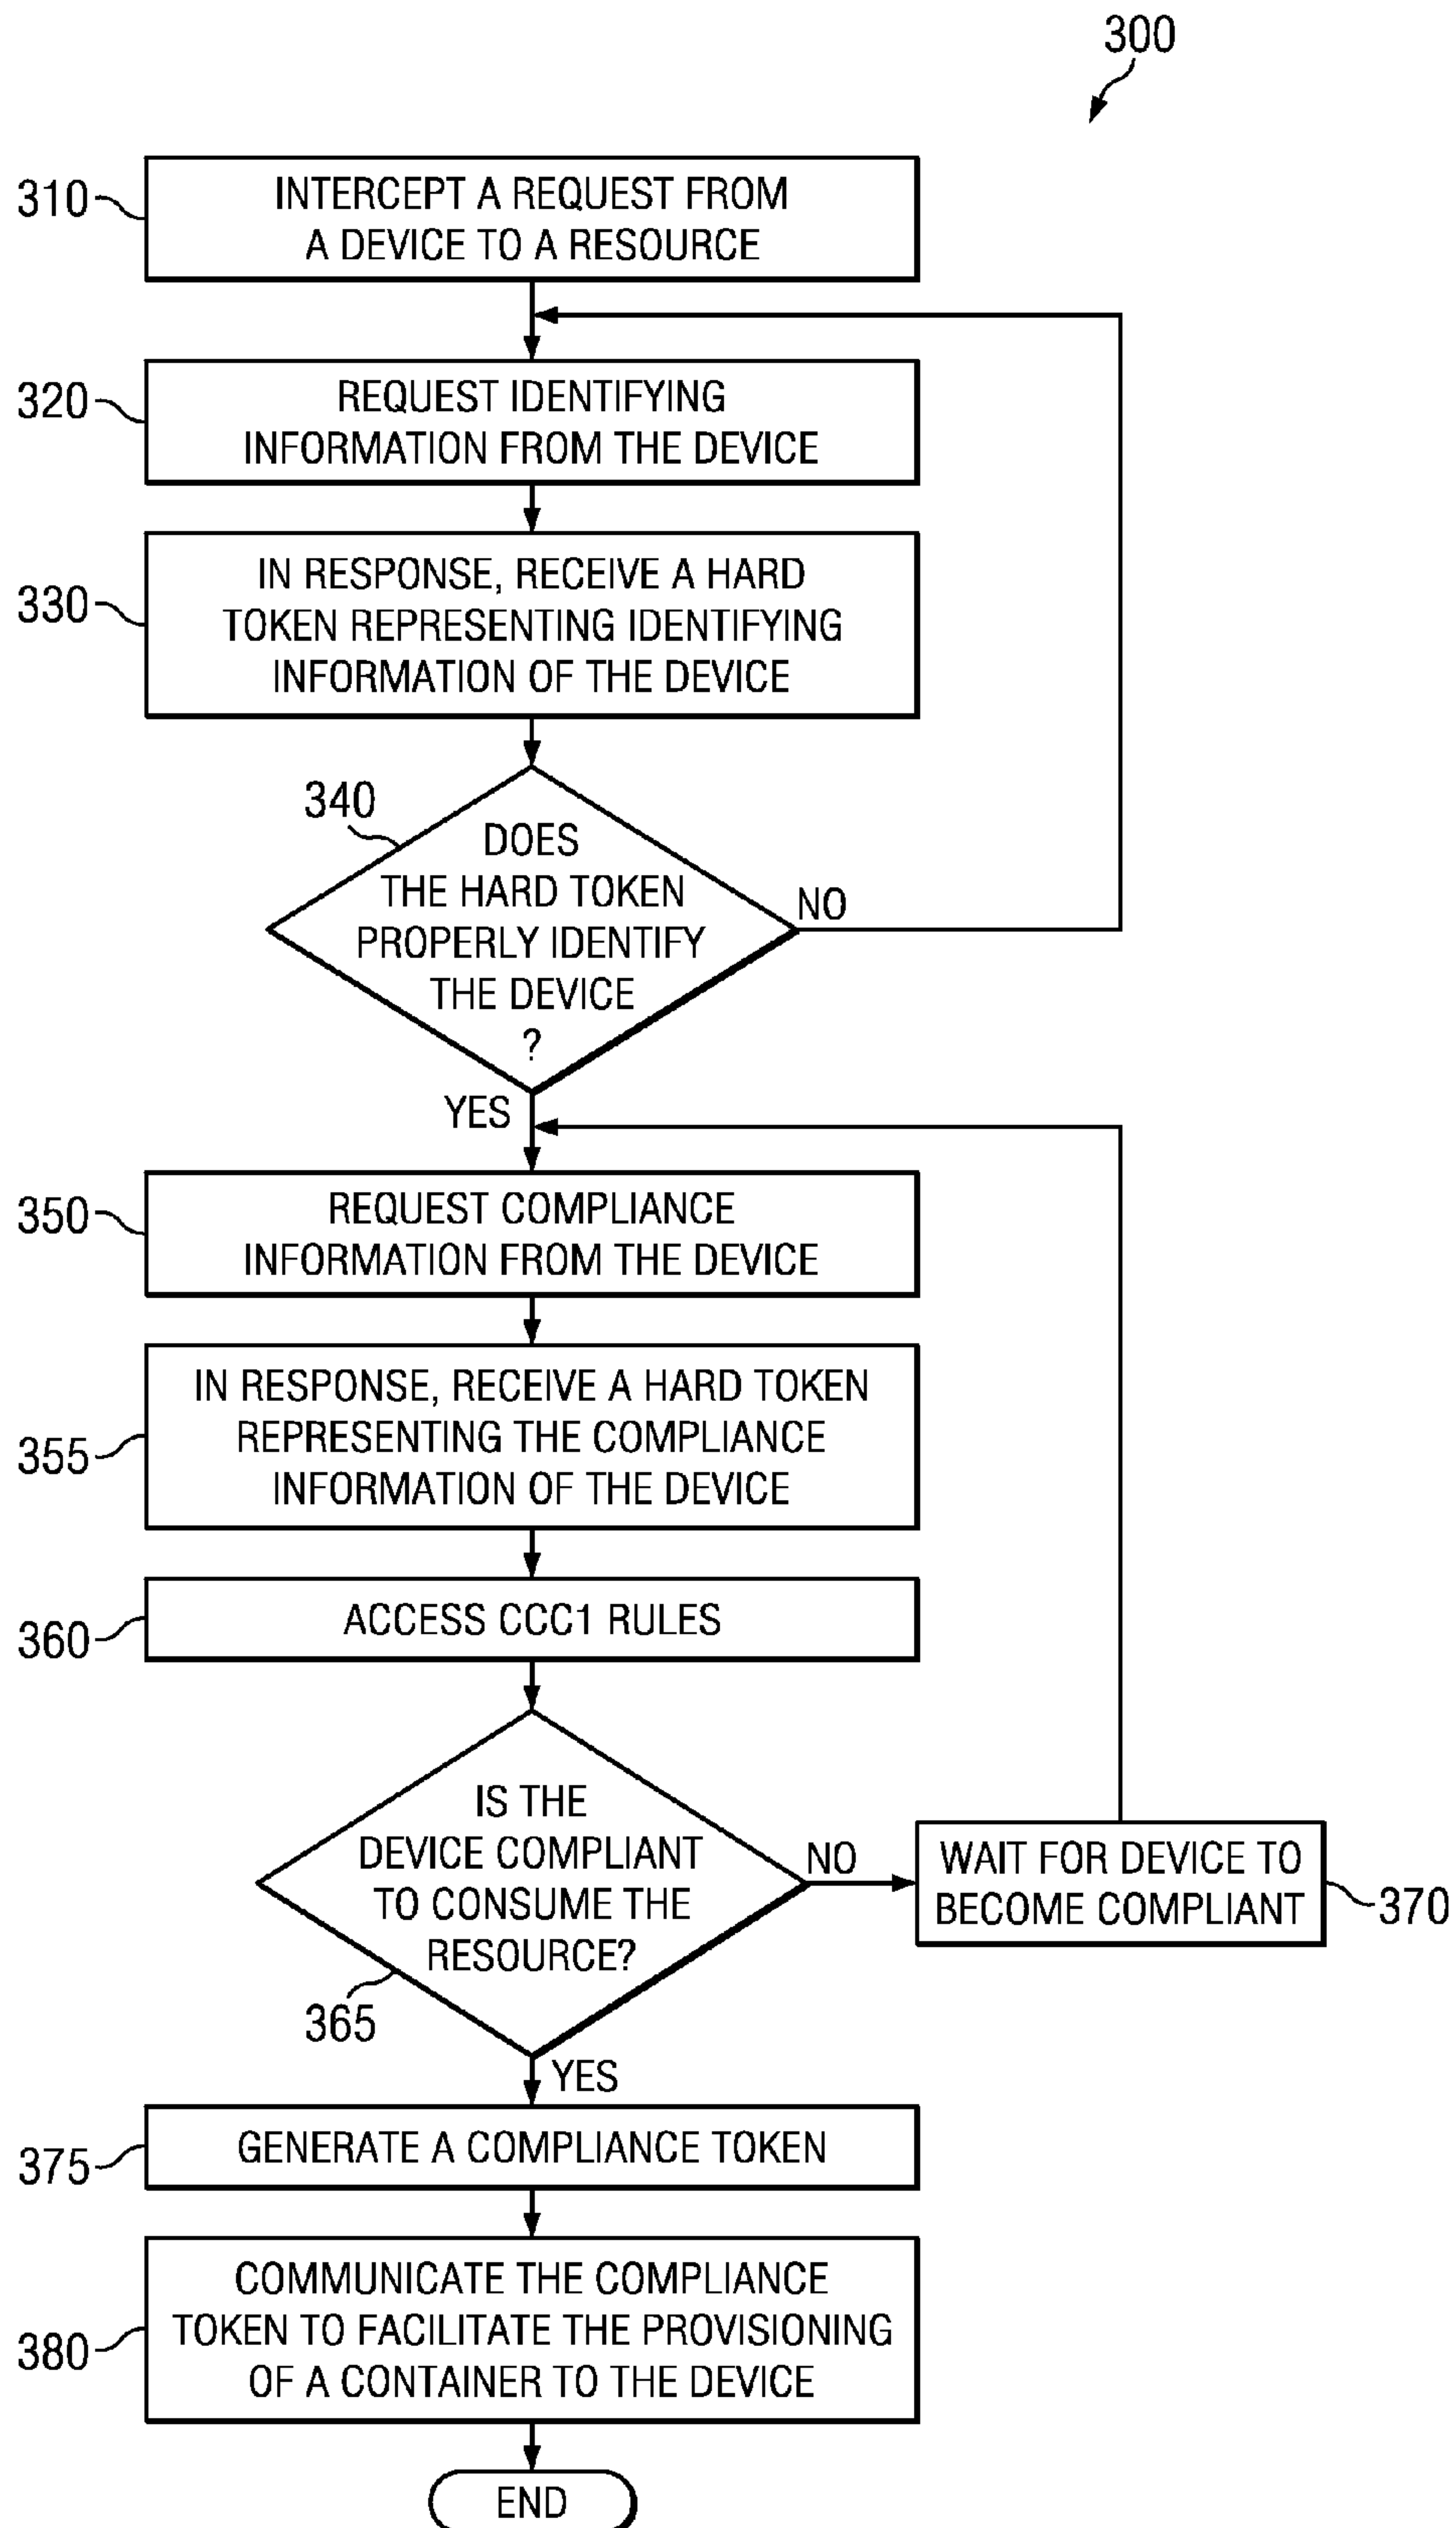 300
310
INTERCEPT A REQUEST FROM
A DEVICE TO A RESOURCE
320
REQUEST IDENTIFYING
INFORMATION FROM THE DEVICE
330
IN RESPONSE, RECEIVE A HARD
TOKEN REPRESENTING IDENTIFYING
INFORMATION OF THE DEVICE
340
DOES
THE HARD TOKEN
PROPERLY IDENTIFY
THE DEVICE
?
NO
YES
350
REQUEST COMPLIANCE
INFORMATION FROM THE DEVICE
355
IN RESPONSE, RECEIVE A HARD TOKEN
REPRESENTING THE COMPLIANCE
INFORMATION OF THE DEVICE
360
ACCESS CCC1 RULES
IS THE
DEVICE COMPLIANT
TO CONSUME THE
RESOURCE?
365
NO
WAIT FOR DEVICE TO
BECOME COMPLIANT
370
YES
375
GENERATE A COMPLIANCE TOKEN
380
COMMUNICATE THE COMPLIANCE
TOKEN TO FACILITATE THE PROVISIONING
OF A CONTAINER TO THE DEVICE
END